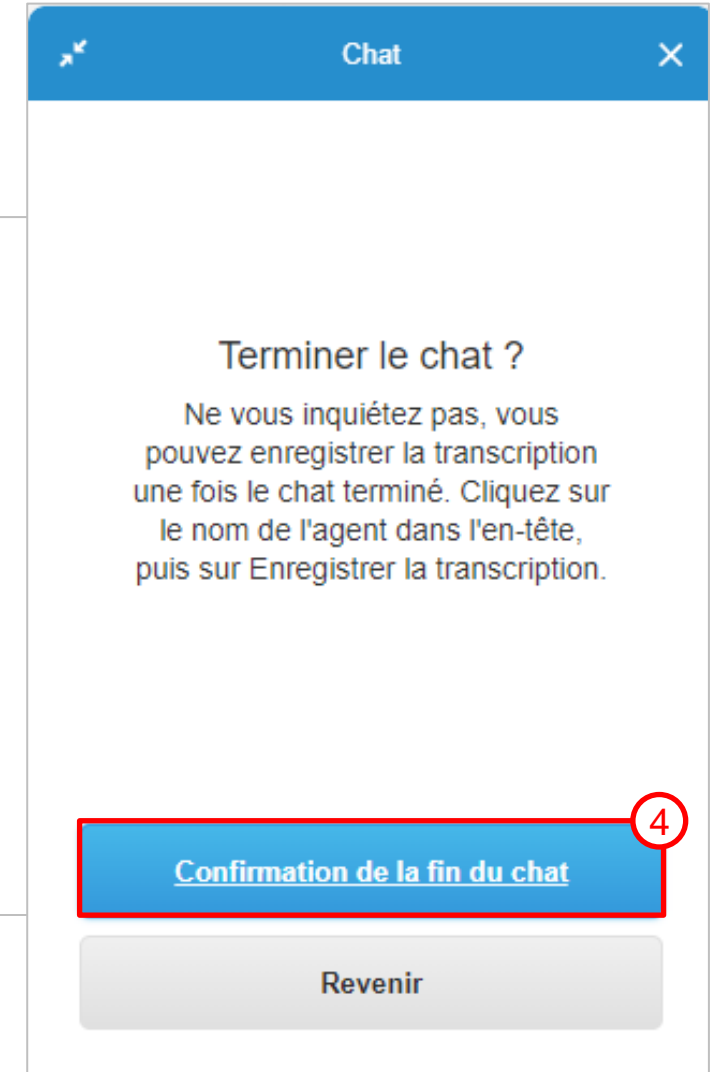 Chat
Terminer le chat ?
Ne vous inquiétez pas, vous
pouvez enregistrer la transcription
une fois le chat terminé. Cliquez sur
le nom de l'agent dans l'en-tête,
puis sur Enregistrer la transcription.
4
Confirmation de la fin du chat
Revenir